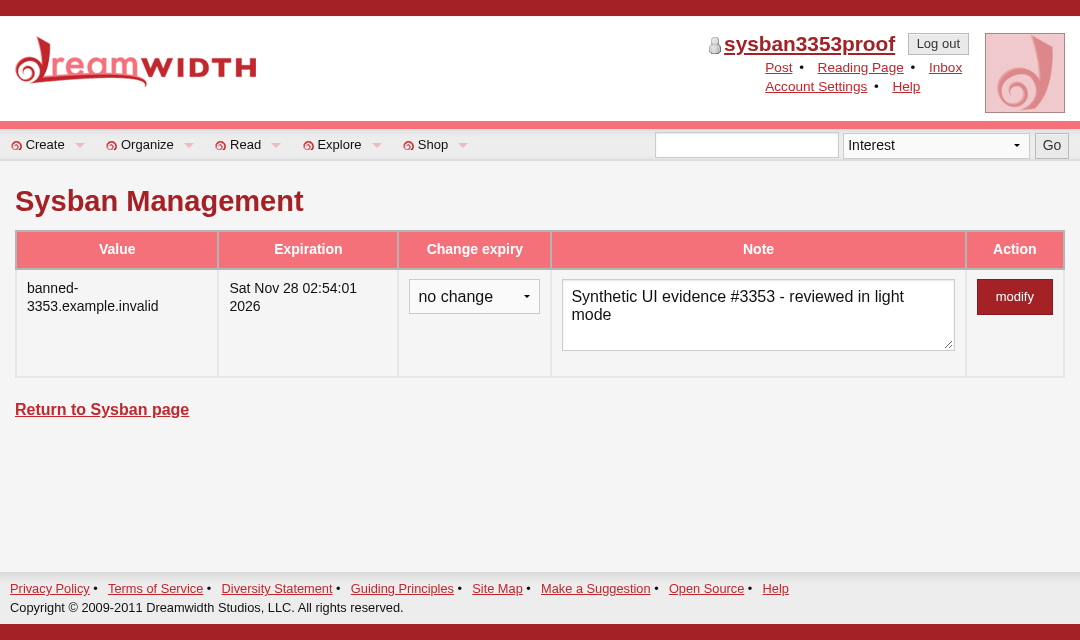 dreamwidth
sysban3353proof Log out
Post • Reading Page • Inbox
Account Settings • Help
Create Organize Read Explore Shop Interest Go
Sysban Management
Value Expiration Change expiry Note Action
banned-
3353.example.invalid
Sat Nov 28 02:54:01
2026
no change
Synthetic UI evidence #3353 - reviewed in light
mode
modify
Return to Sysban page
Privacy Policy • Terms of Service • Diversity Statement • Guiding Principles • Site Map • Make a Suggestion • Open Source • Help
Copyright © 2009-2011 Dreamwidth Studios, LLC. All rights reserved.